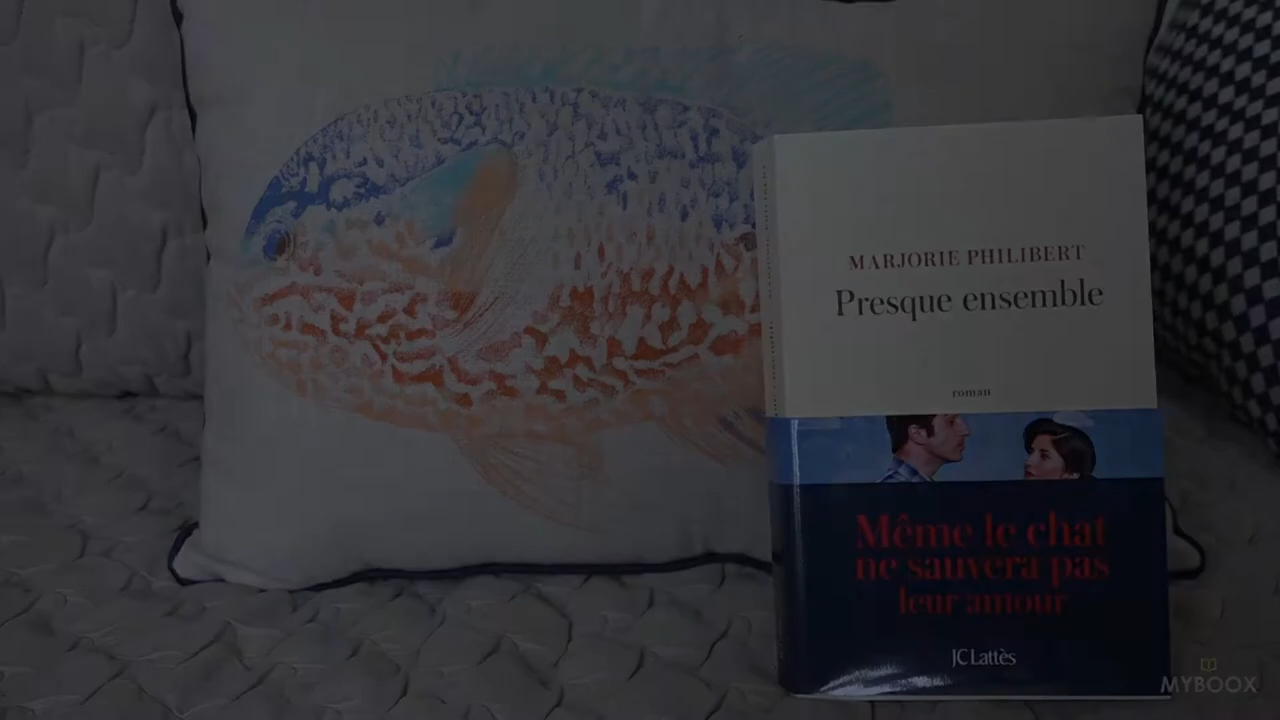 MARJORIE PHILIBERT
Presque ensemble
roman
Même le chat
ne sauvera pas
leur amour
JC Lattès
MYBOOX